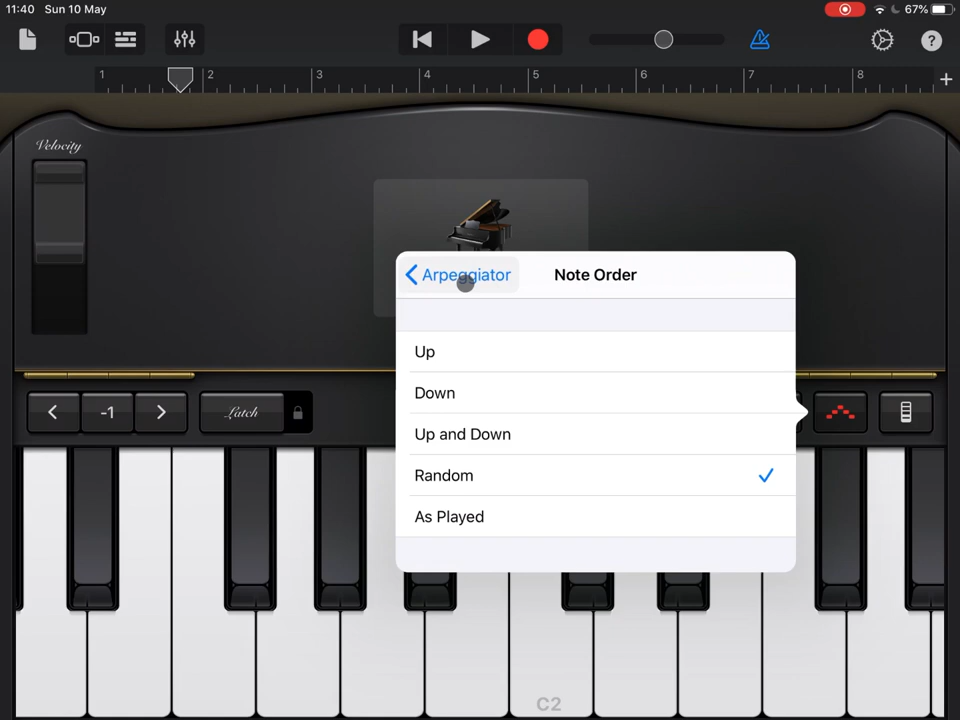 11:40 Sun 10 May 67%
?
1 2 3 4 5 6 7 8 +
Velocity
Arpeggiator Note Order
Up
Down
-1 Latch
Up and Down
Random
As Played
C2